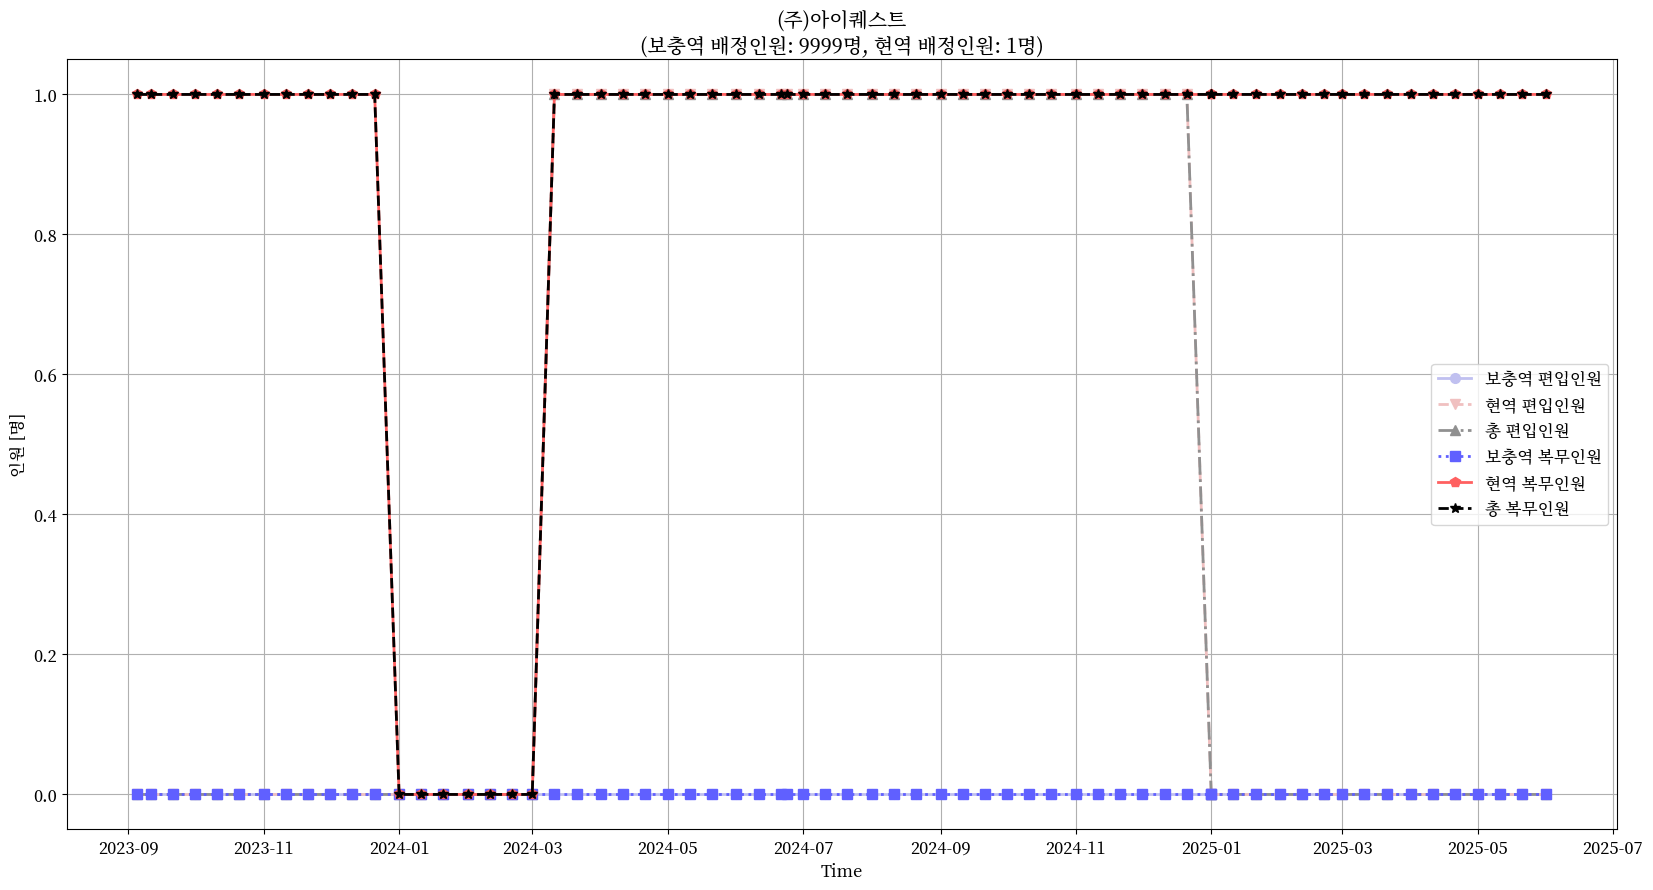 (주)아이퀘스트
(보충역 배정인원: 9999명, 현역 배정인원: 1명)
1.0
0.8
0.6
0.4
0.2
0.0
인원 [명]
보충역 편입인원
현역 편입인원
총 편입인원
보충역 복무인원
현역 복무인원
총 복무인원
2023-09 2023-11 2024-01 2024-03 2024-05 2024-07 2024-09 2024-11 2025-01 2025-03 2025-05 2025-07
Time